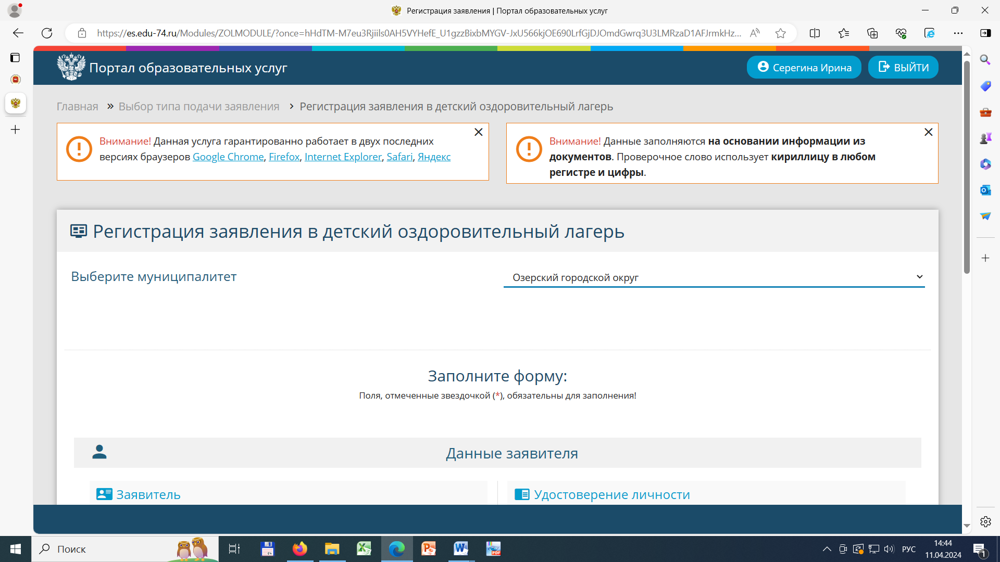 Регистрация заявления | Портал образовательных услуг
https://es.edu-74.ru/Modules/ZOLMODULE/?once=hHdTM-M7eu3Rjiils0AH5VYHefE_U1gzzBixbMYGV-JxU566kjOE690LrfGjDJOmdGwrq3U3LMRzaD1AFJrmkHz...
Портал образовательных услуг
Серегина Ирина
ВЫЙТИ
Главная » Выбор типа подачи заявления > Регистрация заявления в детский оздоровительный лагерь
Внимание! Данная услуга гарантированно работает в двух последних
версиях браузеров Google Chrome, Firefox, Internet Explorer, Safari, Яндекс
Внимание! Данные заполняются на основании информации из
документов. Проверочное слово использует кириллицу в любом
регистре и цифры.
Регистрация заявления в детский оздоровительный лагерь
Выберите муниципалитет
Озерский городской округ
Заполните форму:
Поля, отмеченные звездочкой (*), обязательны для заполнения!
Данные заявителя
Заявитель
Удостоверение личности
Поиск
РУС
14:44
11.04.2024
1